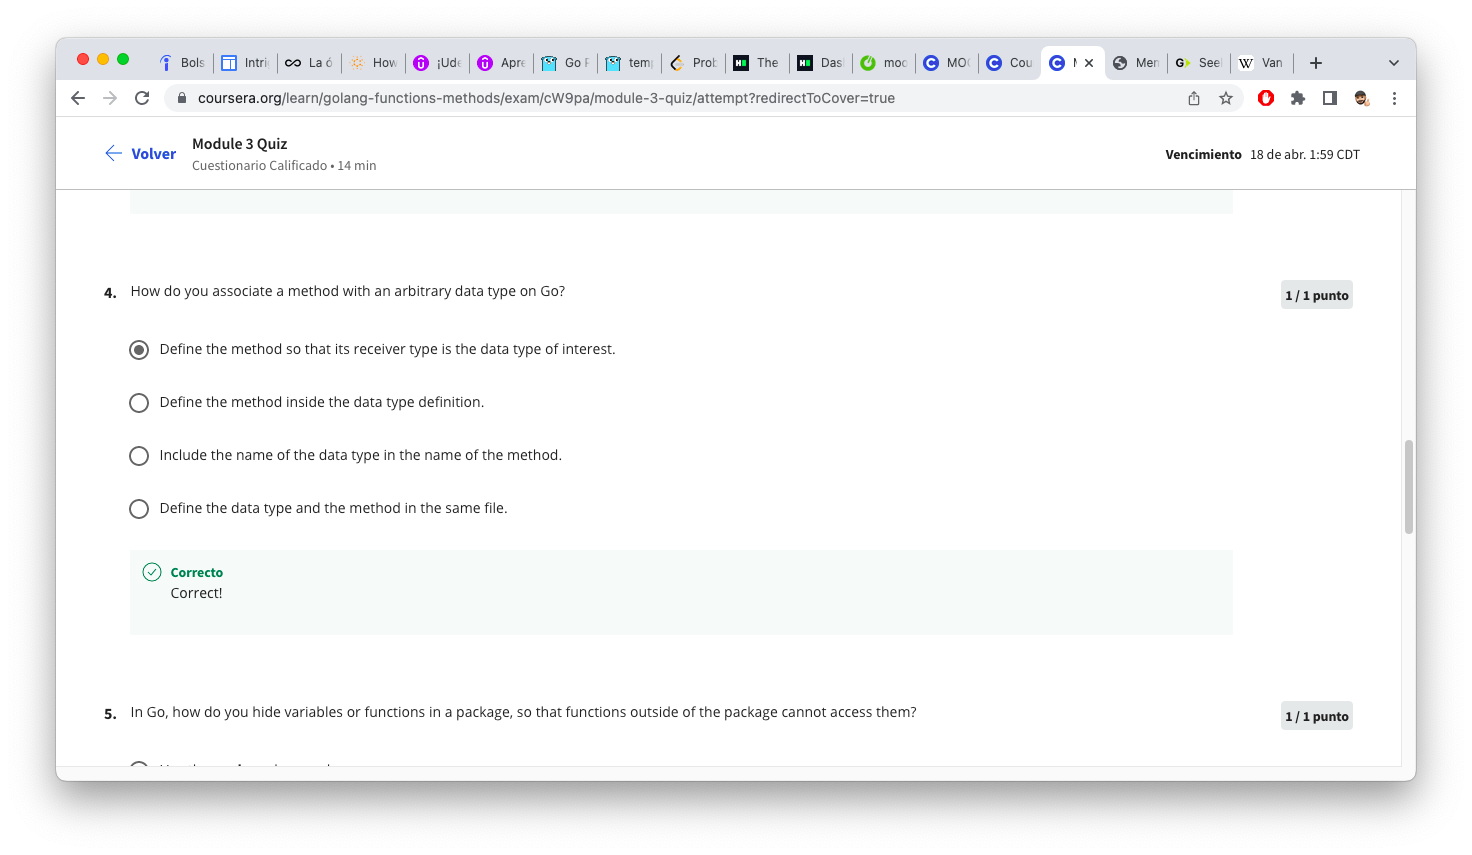 Bols
Intri
La ó
How
¡Ude
Apre
Go P
temp
Prob
The
Das
moo
MOO
Cou
Men
See
Van
coursera.org/learn/golang-functions-methods/exam/cW9pa/module-3-quiz/attempt?redirectToCover=true
Volver
Module 3 Quiz
Cuestionario Calificado • 14 min
Vencimiento 18 de abr. 1:59 CDT
4. How do you associate a method with an arbitrary data type on Go?
1 / 1 punto
Define the method so that its receiver type is the data type of interest.
Define the method inside the data type definition.
Include the name of the data type in the name of the method.
Define the data type and the method in the same file.
Correcto
Correct!
5. In Go, how do you hide variables or functions in a package, so that functions outside of the package cannot access them?
1 / 1 punto